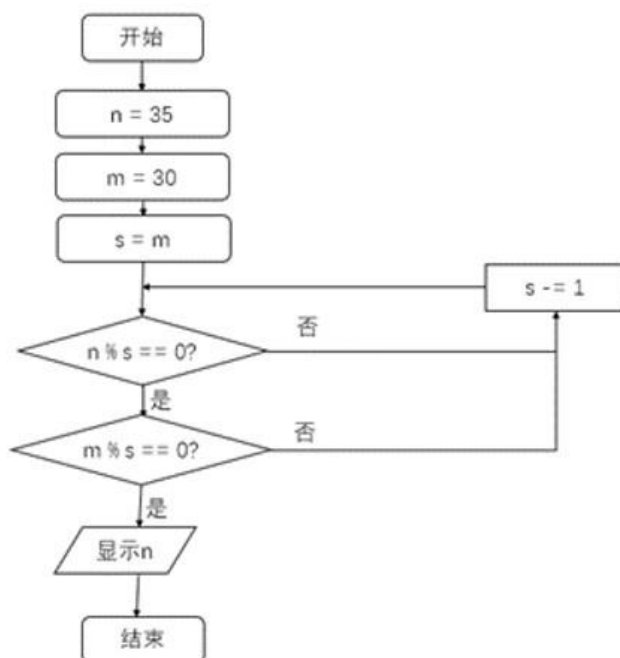 开始
n = 35
m = 30
s = m
s -= 1
n % s == 0?
否
是
m % s == 0?
否
是
显示n
结束